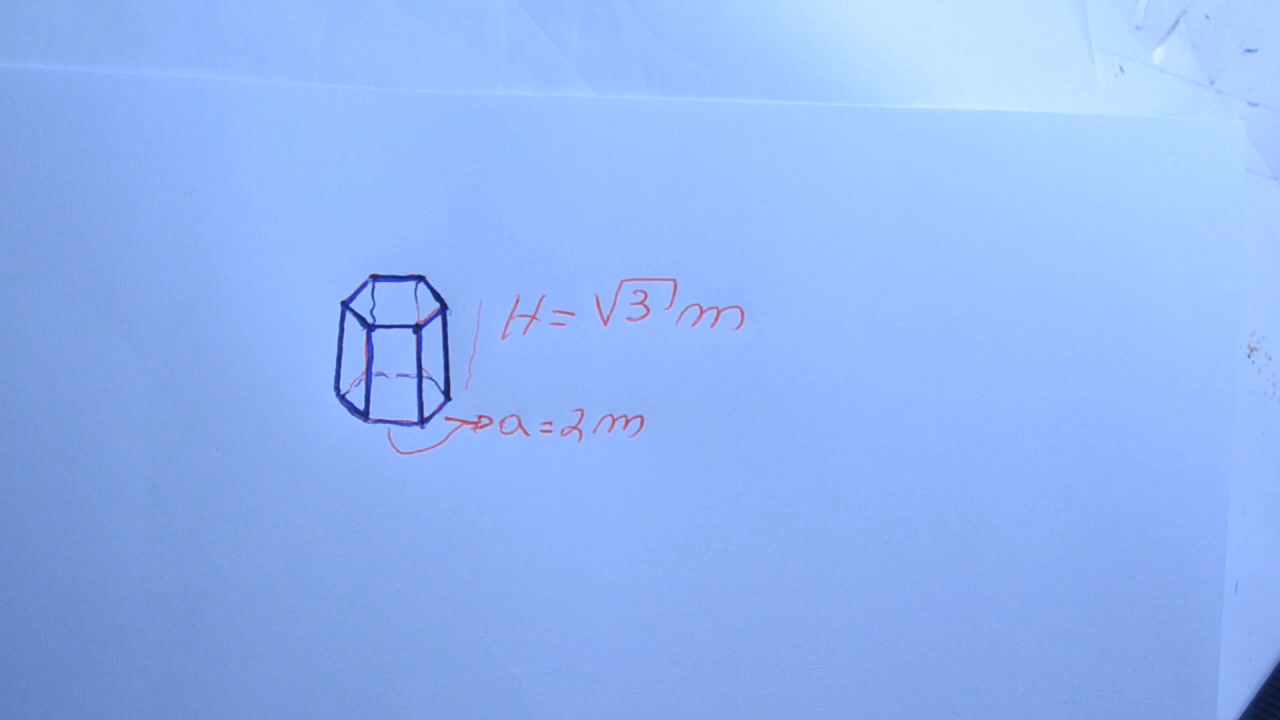 H = √3 m
a = 2 m